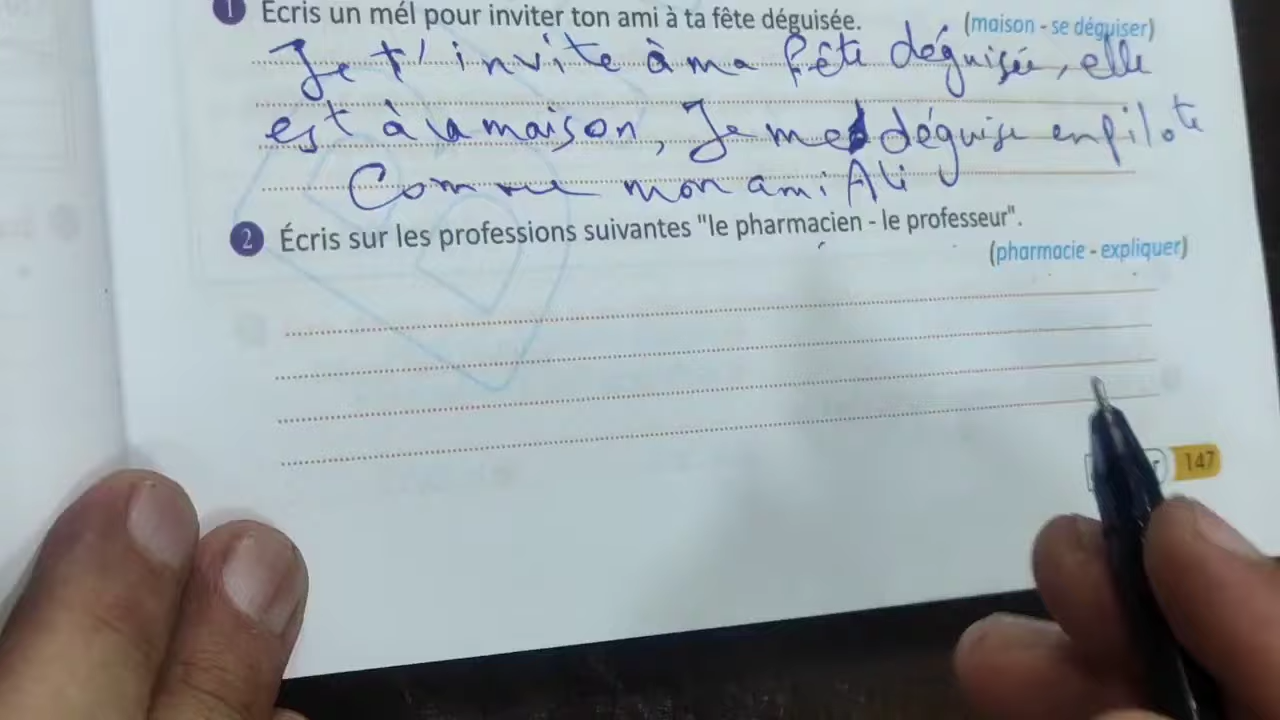 1 Écris un mél pour inviter ton ami à ta fête déguisée.
(maison - se déguiser)
Je t'invite à ma fête déguisée, elle
est à la maison, Je me déguise en pilote
Comme mon ami Ali
2 Écris sur les professions suivantes "le pharmacien - le professeur".
(pharmacie - expliquer)
147